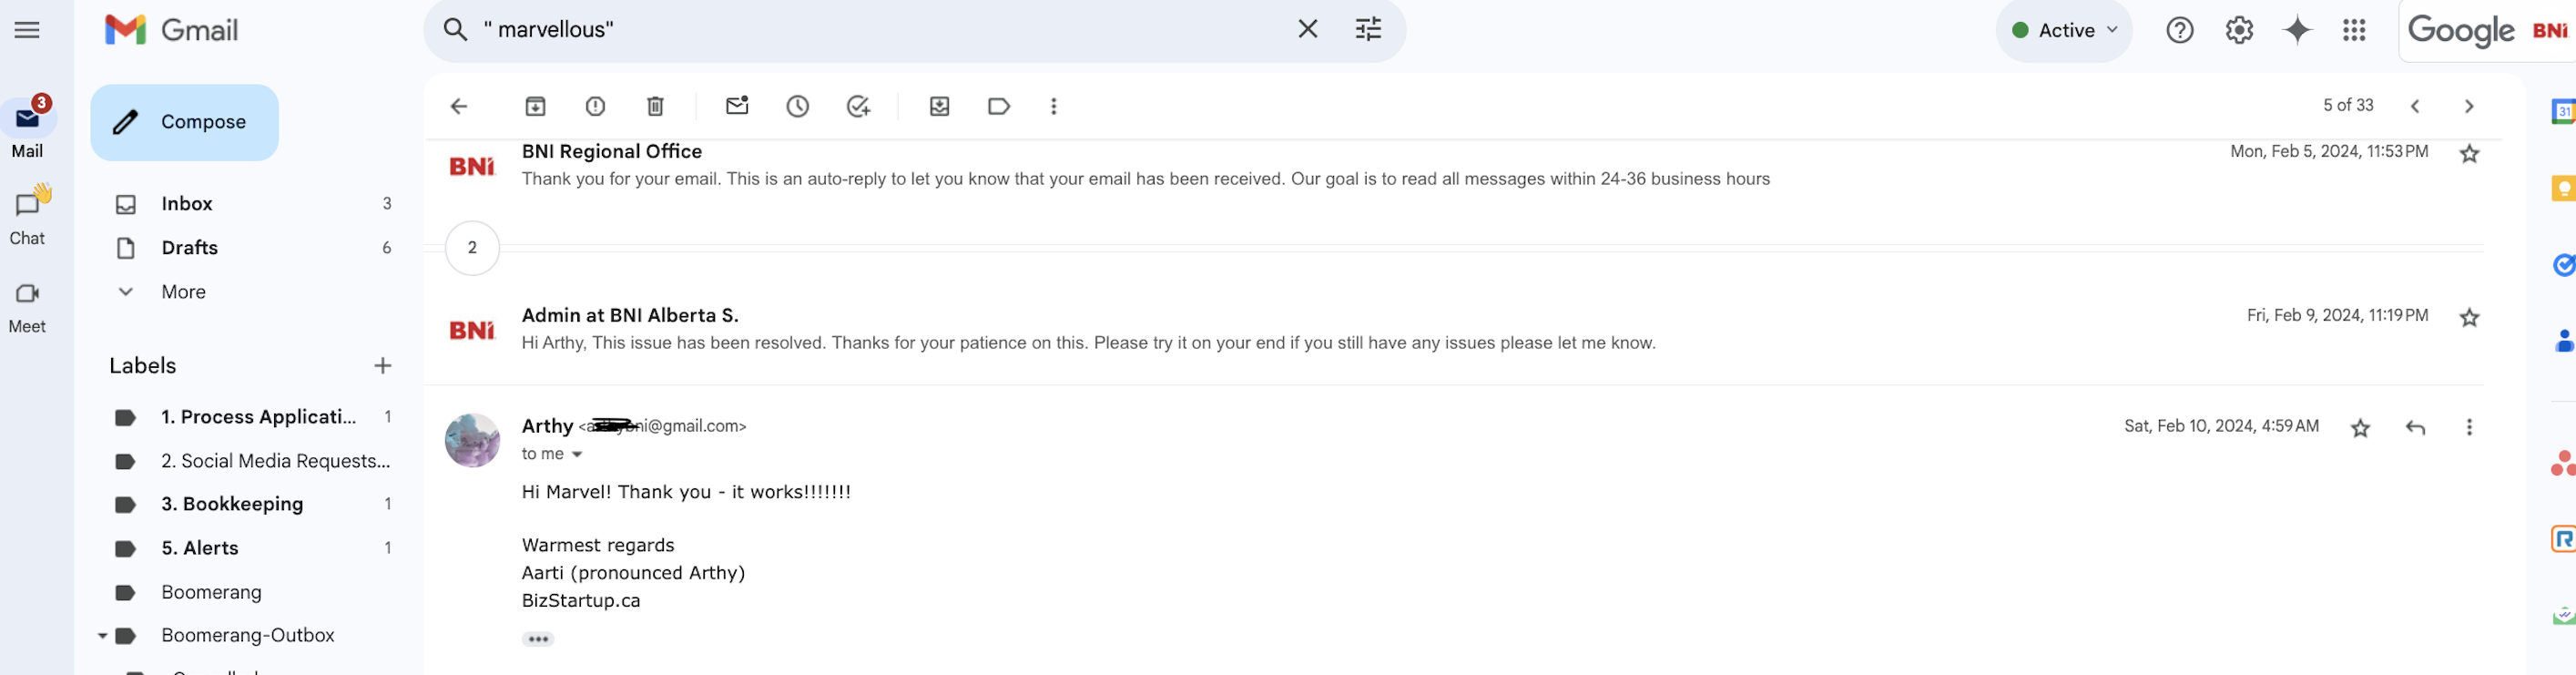 Gmail
" marvellous"
Active
Google
BNI
3
Mail
Compose
5 of 33
BNI
BNI Regional Office
Mon, Feb 5, 2024, 11:53 PM
Thank you for your email. This is an auto-reply to let you know that your email has been received. Our goal is to read all messages within 24-36 business hours
Inbox 3
Chat
Drafts 6
2
More
Meet
BNI
Admin at BNI Alberta S.
Fri, Feb 9, 2024, 11:19 PM
Hi Arthy, This issue has been resolved. Thanks for your patience on this. Please try it on your end if you still have any issues please let me know.
Labels
1. Process Applicati... 1
2. Social Media Requests...
3. Bookkeeping 1
5. Alerts 1
Boomerang
Boomerang-Outbox
Arthy
ni@gmail.com>
Sat, Feb 10, 2024, 4:59 AM
to me
Hi Marvel! Thank you - it works!!!!!!!
Warmest regards
Aarti (pronounced Arthy)
BizStartup.ca
31